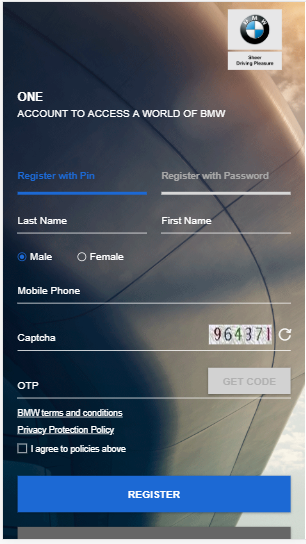 BMW
Sheer
Driving Pleasure
ONE
ACCOUNT TO ACCESS A WORLD OF BMW
Register with Pin Register with Password
Last Name First Name
Male Female
Mobile Phone
Captcha 964371
OTP GET CODE
BMW terms and conditions
Privacy Protection Policy
I agree to policies above
REGISTER